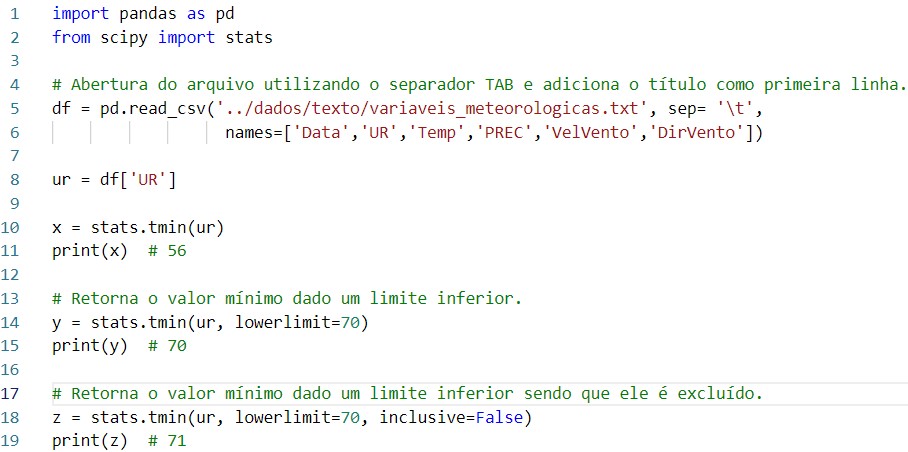 1 import pandas as pd
2 from scipy import stats
3
4 # Abertura do arquivo utilizando o separador TAB e adiciona o título como primeira linha.
5 df = pd.read_csv('../dados/texto/variaveis_meteorologicas.txt', sep= '\t',
6                  names=['Data','UR','Temp','PREC','VelVento','DirVento'])
7
8 ur = df['UR']
9
10 x = stats.tmin(ur)
11 print(x)  # 56
12
13 # Retorna o valor mínimo dado um limite inferior.
14 y = stats.tmin(ur, lowerlimit=70)
15 print(y)  # 70
16
17 # Retorna o valor mínimo dado um limite inferior sendo que ele é excluído.
18 z = stats.tmin(ur, lowerlimit=70, inclusive=False)
19 print(z)  # 71